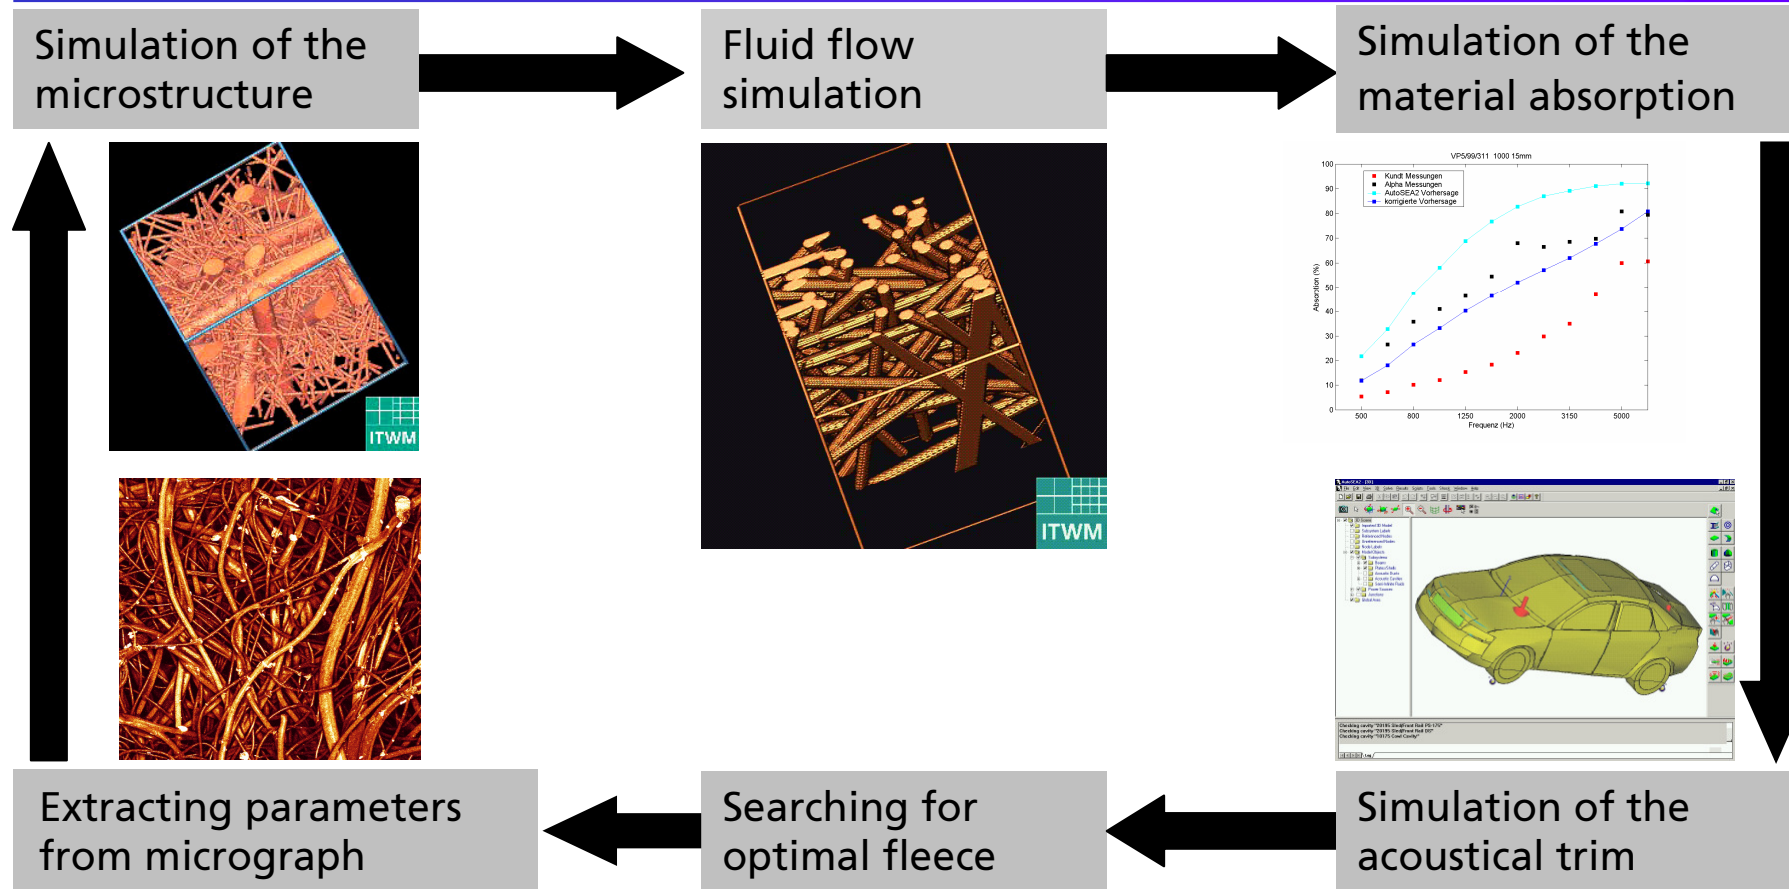 Simulation of the
microstructure
Fluid flow
simulation
Simulation of the
material absorption
ITWM
ITWM
VP5/99/311 1000 15mm
Kundt Messungen
Alpha Messungen
AutoSEA2 Vorhersage
korrigierte Vorhersage
Absorption (%)
100
90
80
70
60
50
40
30
20
10
0
500 800 1250 2000 3150 5000
Frequenz (Hz)
Extracting parameters
from micrograph
Searching for
optimal fleece
Simulation of the
acoustical trim